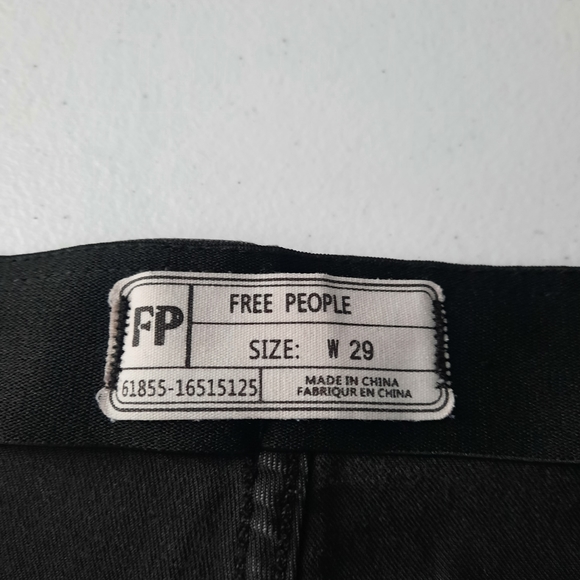 FP
FREE PEOPLE
SIZE: W 29
61855-16515125
MADE IN CHINA
FABRIQUR EN CHINA